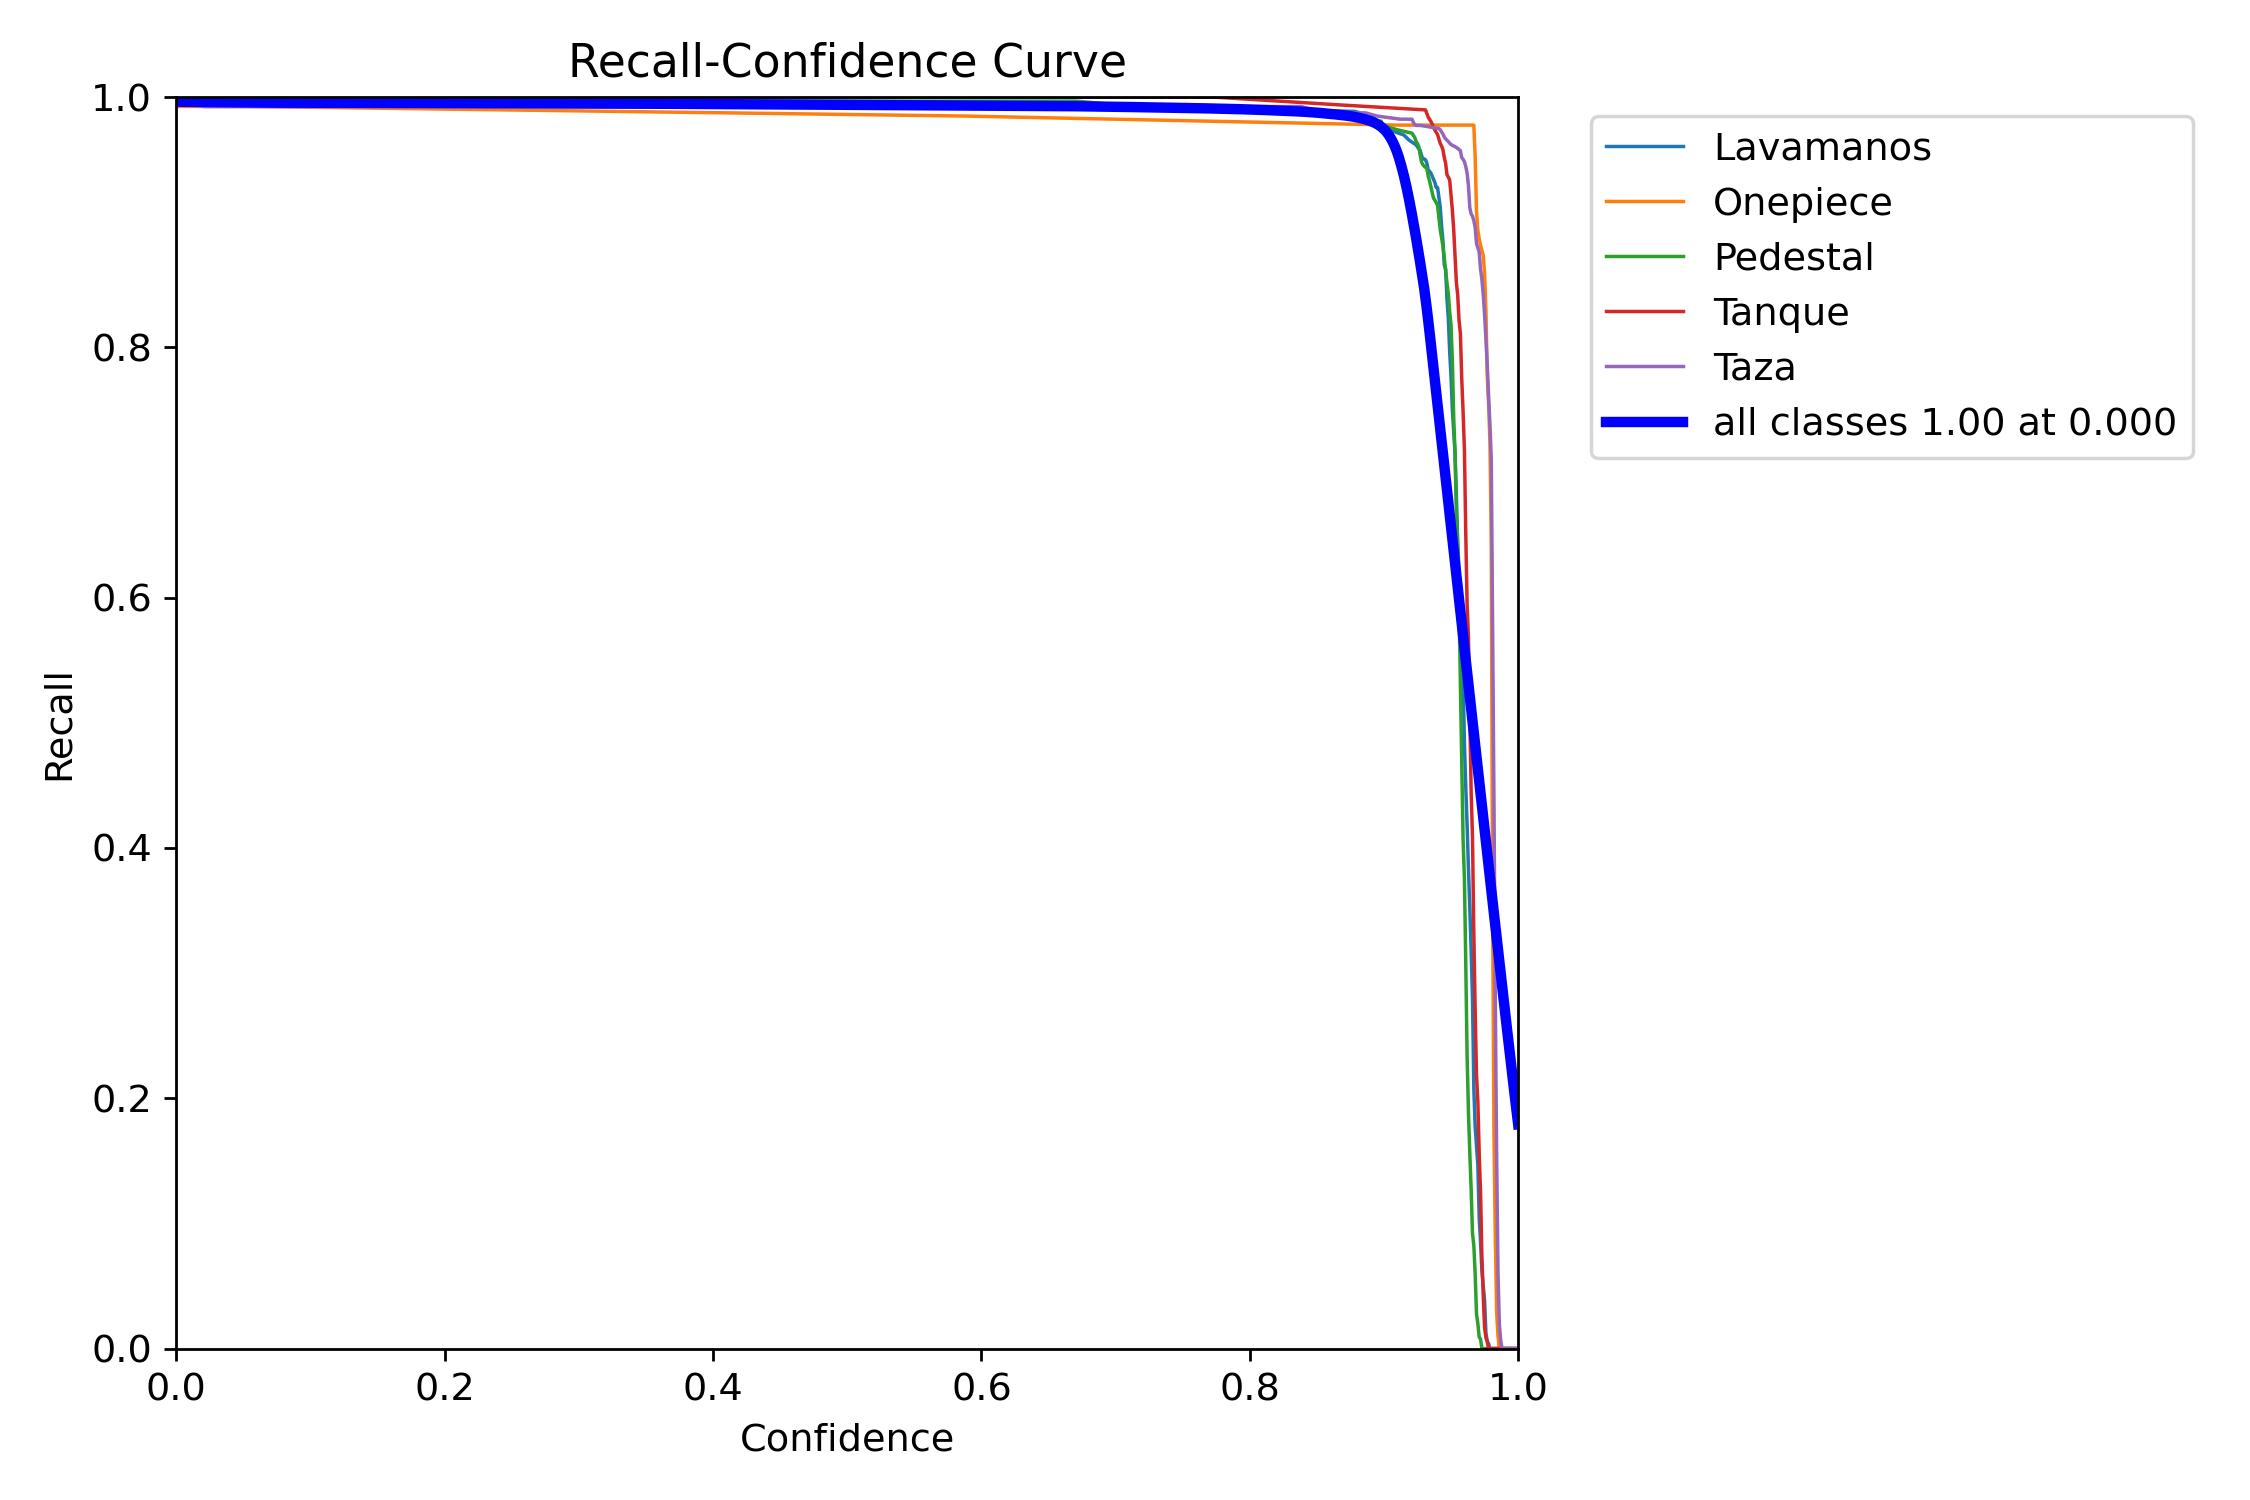 Recall-Confidence Curve
1.0
0.8
0.6
0.4
0.2
0.0
Recall
0.0 0.2 0.4 0.6 0.8 1.0
Confidence
Lavamanos
Onepiece
Pedestal
Tanque
Taza
all classes 1.00 at 0.000